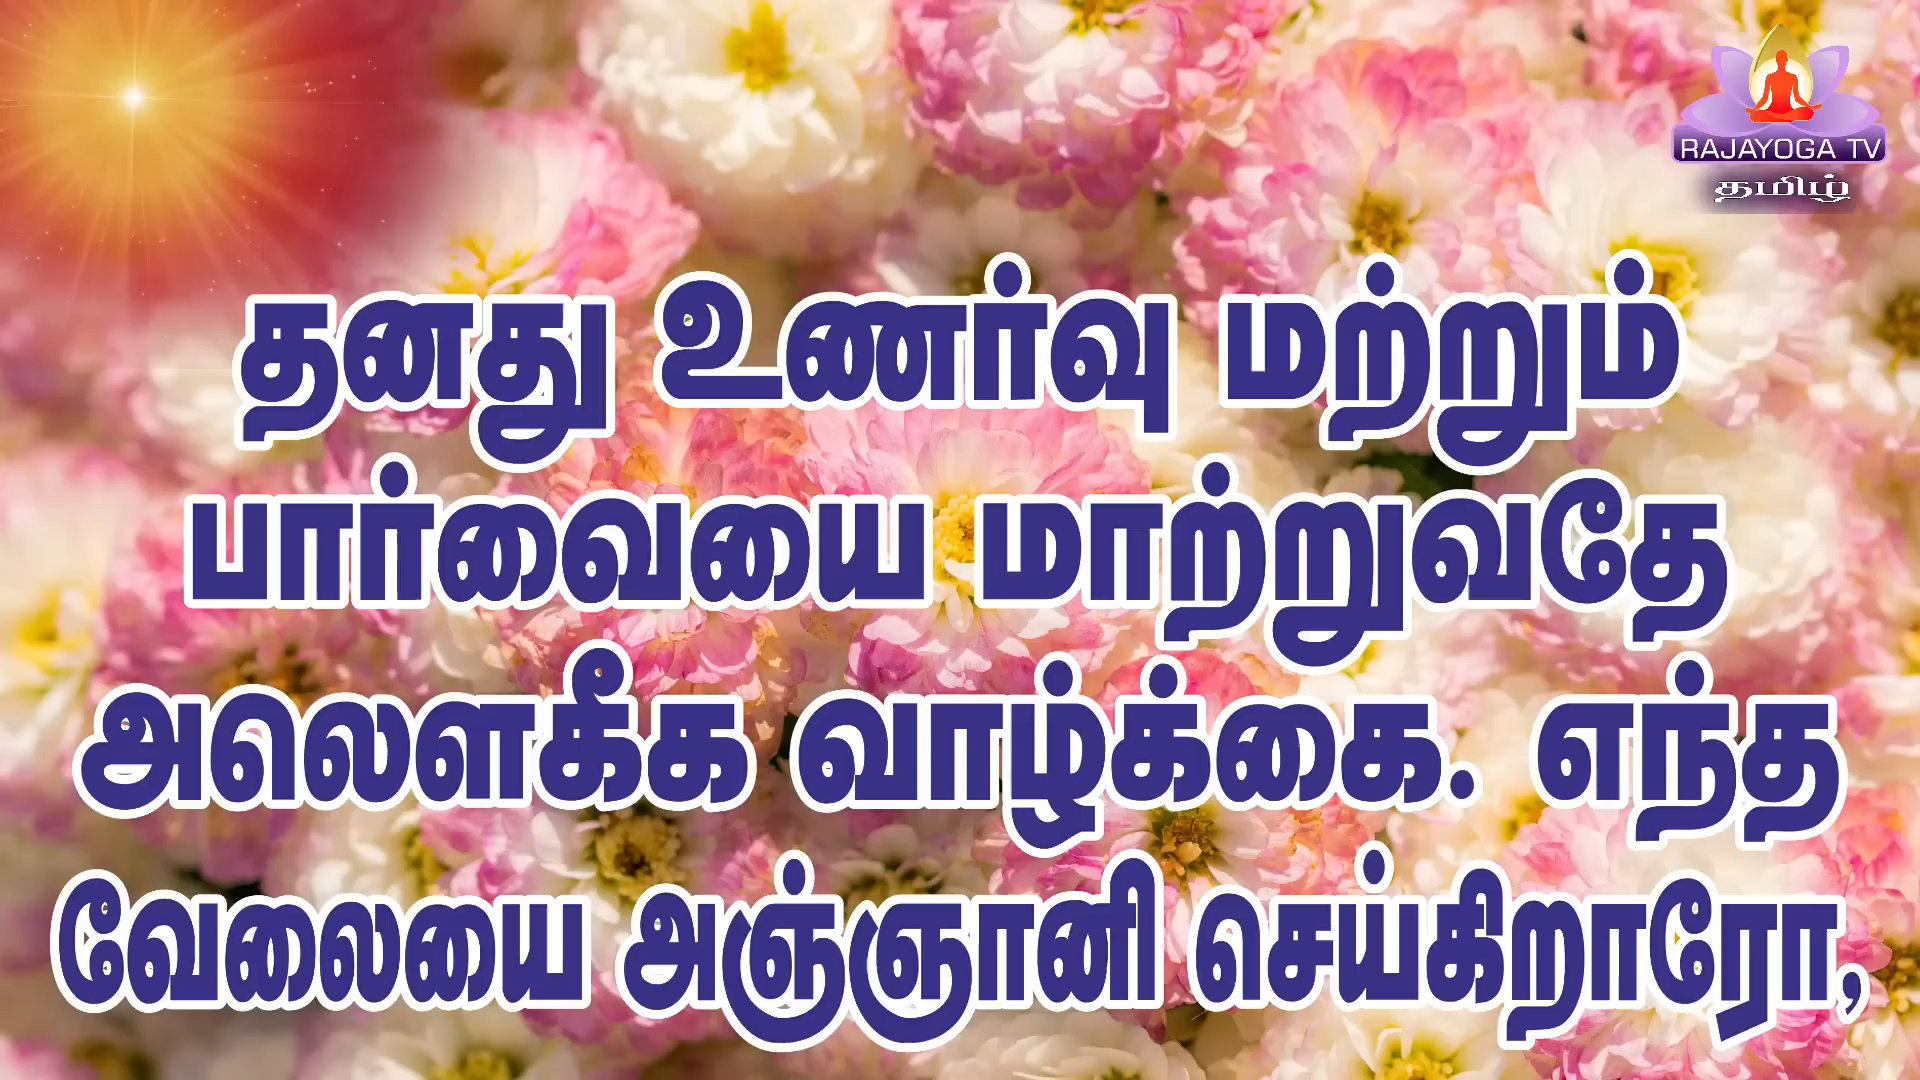 RAJAYOGA TV
தமிழ்
தனது உணர்வு மற்றும்
பார்வையை மாற்றுவதே
அலௌகீக வாழ்க்கை. எந்த
வேலையை அஞ்ஞானி செய்கிறாரோ,